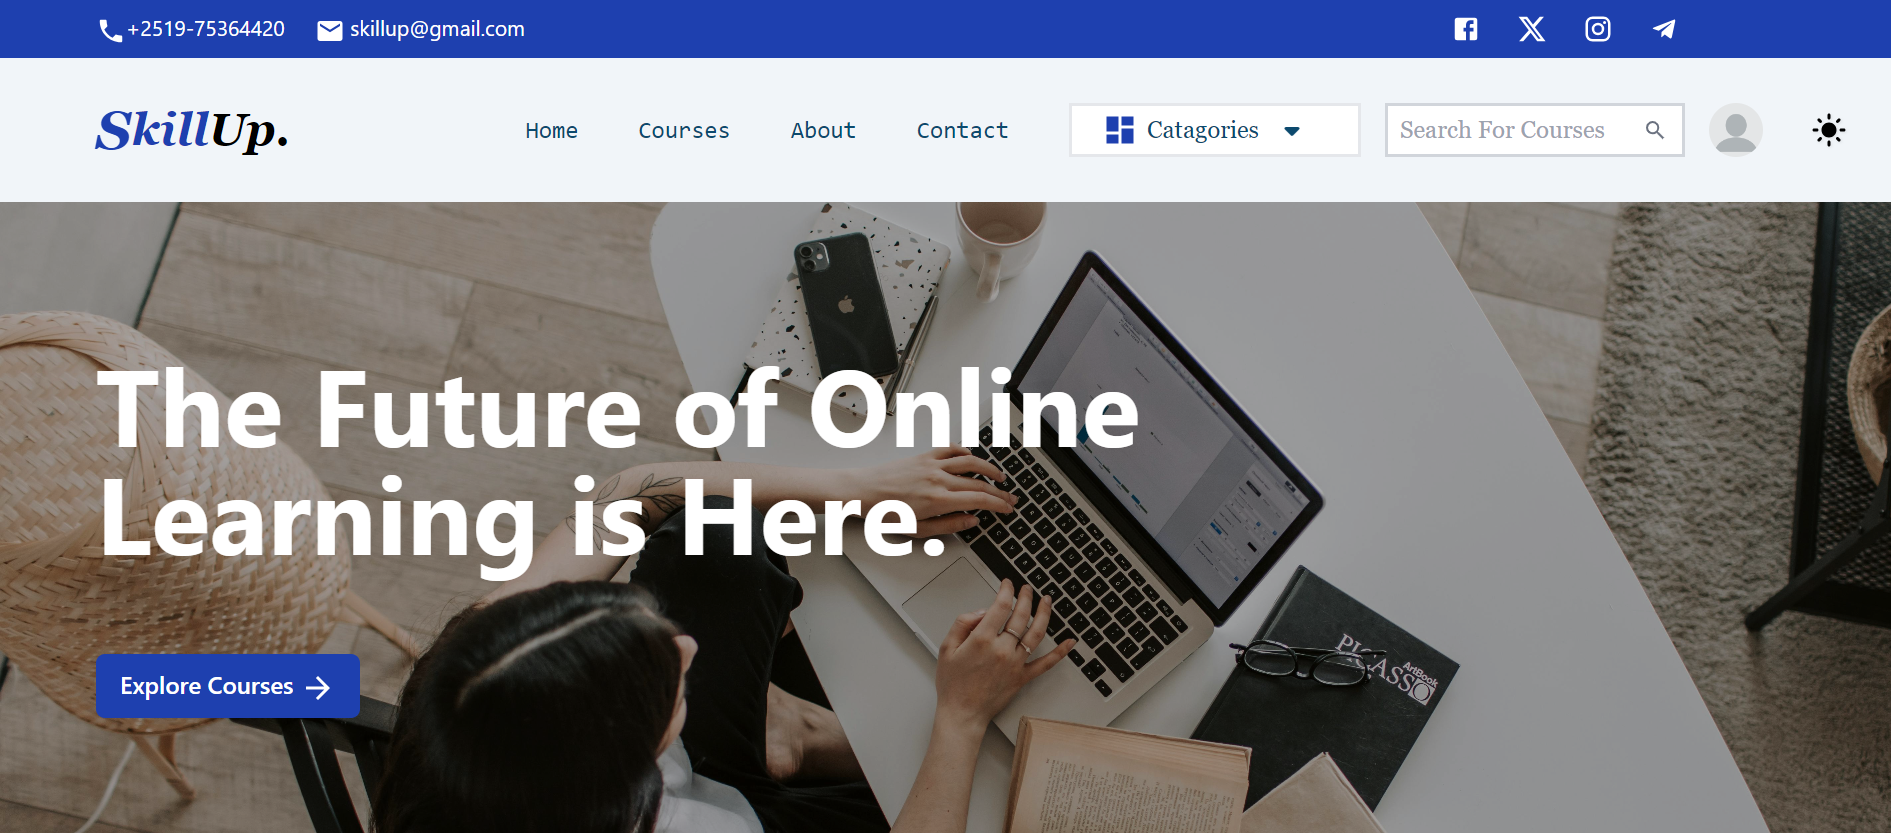 +2519-75364420 skillup@gmail.com
SkillUp. Home Courses About Contact Catagories Search For Courses
The Future of Online
Learning is Here.
Explore Courses
PICASSO
ArtBook